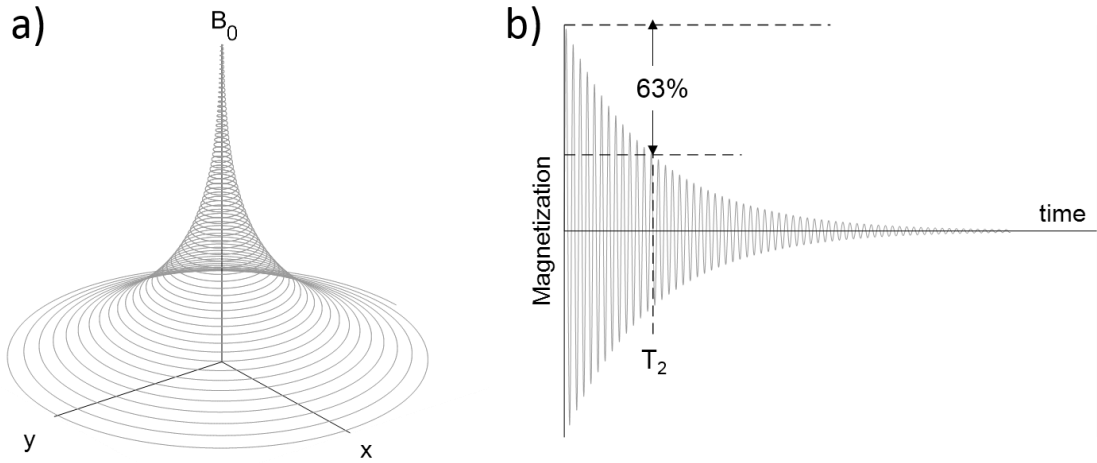 a)
B₀
y
x
b)
63%
Magnetization
time
T₂